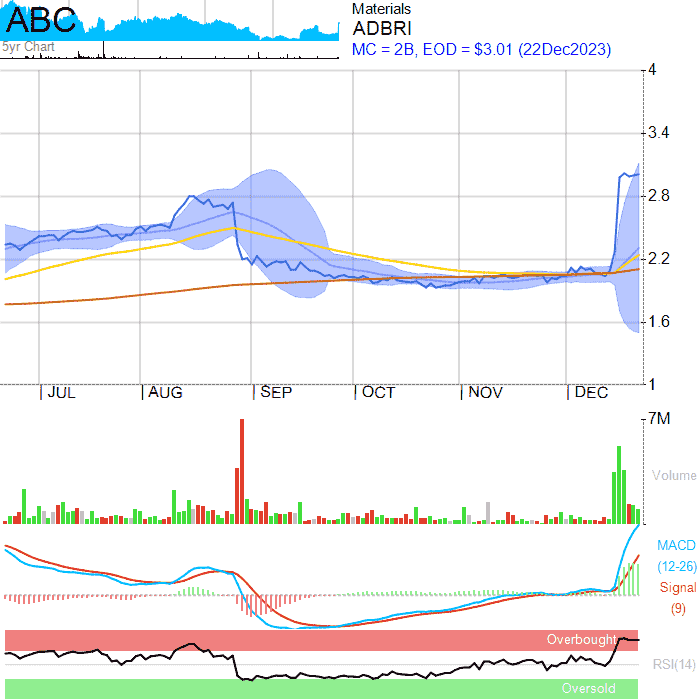 ABC
5yr Chart
Materials
ADBRI
MC = 2B, EOD = $3.01 (22Dec2023)
4
3.4
2.8
2.2
1.6
1
JUL AUG SEP OCT NOV DEC
7M
Volume
MACD
(12-26)
Signal
(9)
Overbought
RSI(14)
Oversold